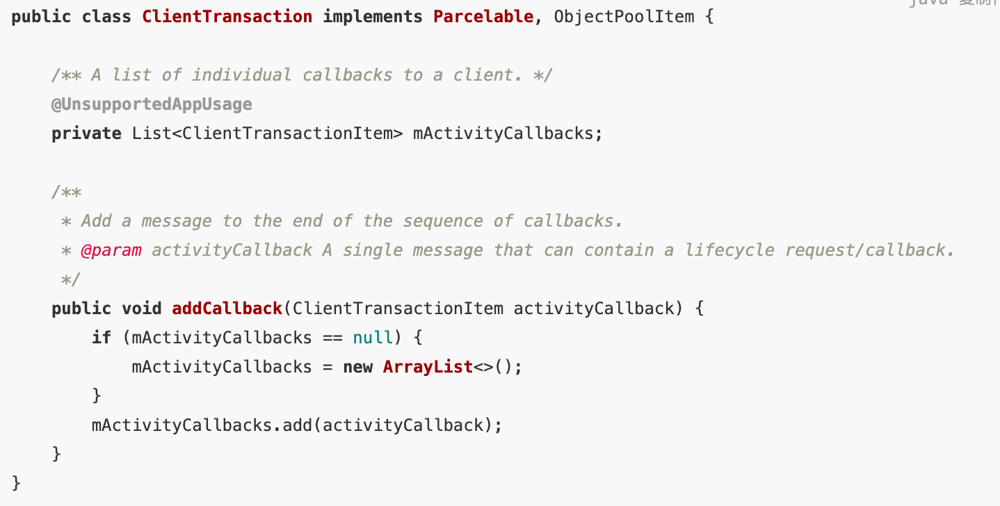 java 复制
public class ClientTransaction implements Parcelable, ObjectPoolItem {
/** A list of individual callbacks to a client. */
@UnsupportedAppUsage
private List<ClientTransactionItem> mActivityCallbacks;
/**
* Add a message to the end of the sequence of callbacks.
* @param activityCallback A single message that can contain a lifecycle request/callback.
*/
public void addCallback(ClientTransactionItem activityCallback) {
if (mActivityCallbacks == null) {
mActivityCallbacks = new ArrayList<>();
}
mActivityCallbacks.add(activityCallback);
}
}